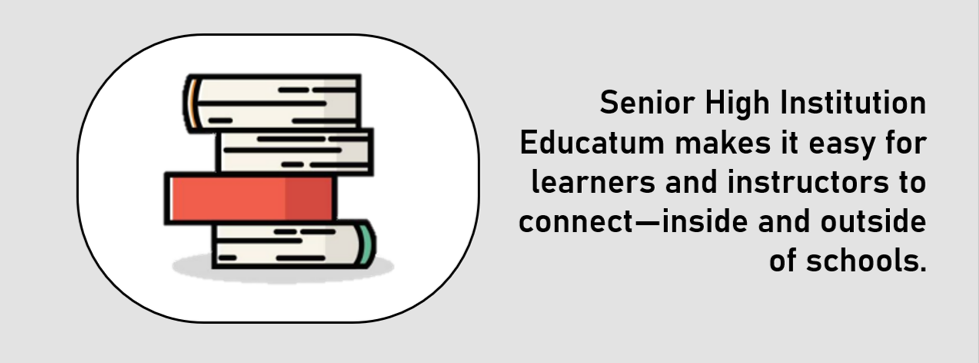 Senior High Institution
Educatum makes it easy for
learners and instructors to
connect—inside and outside
of schools.